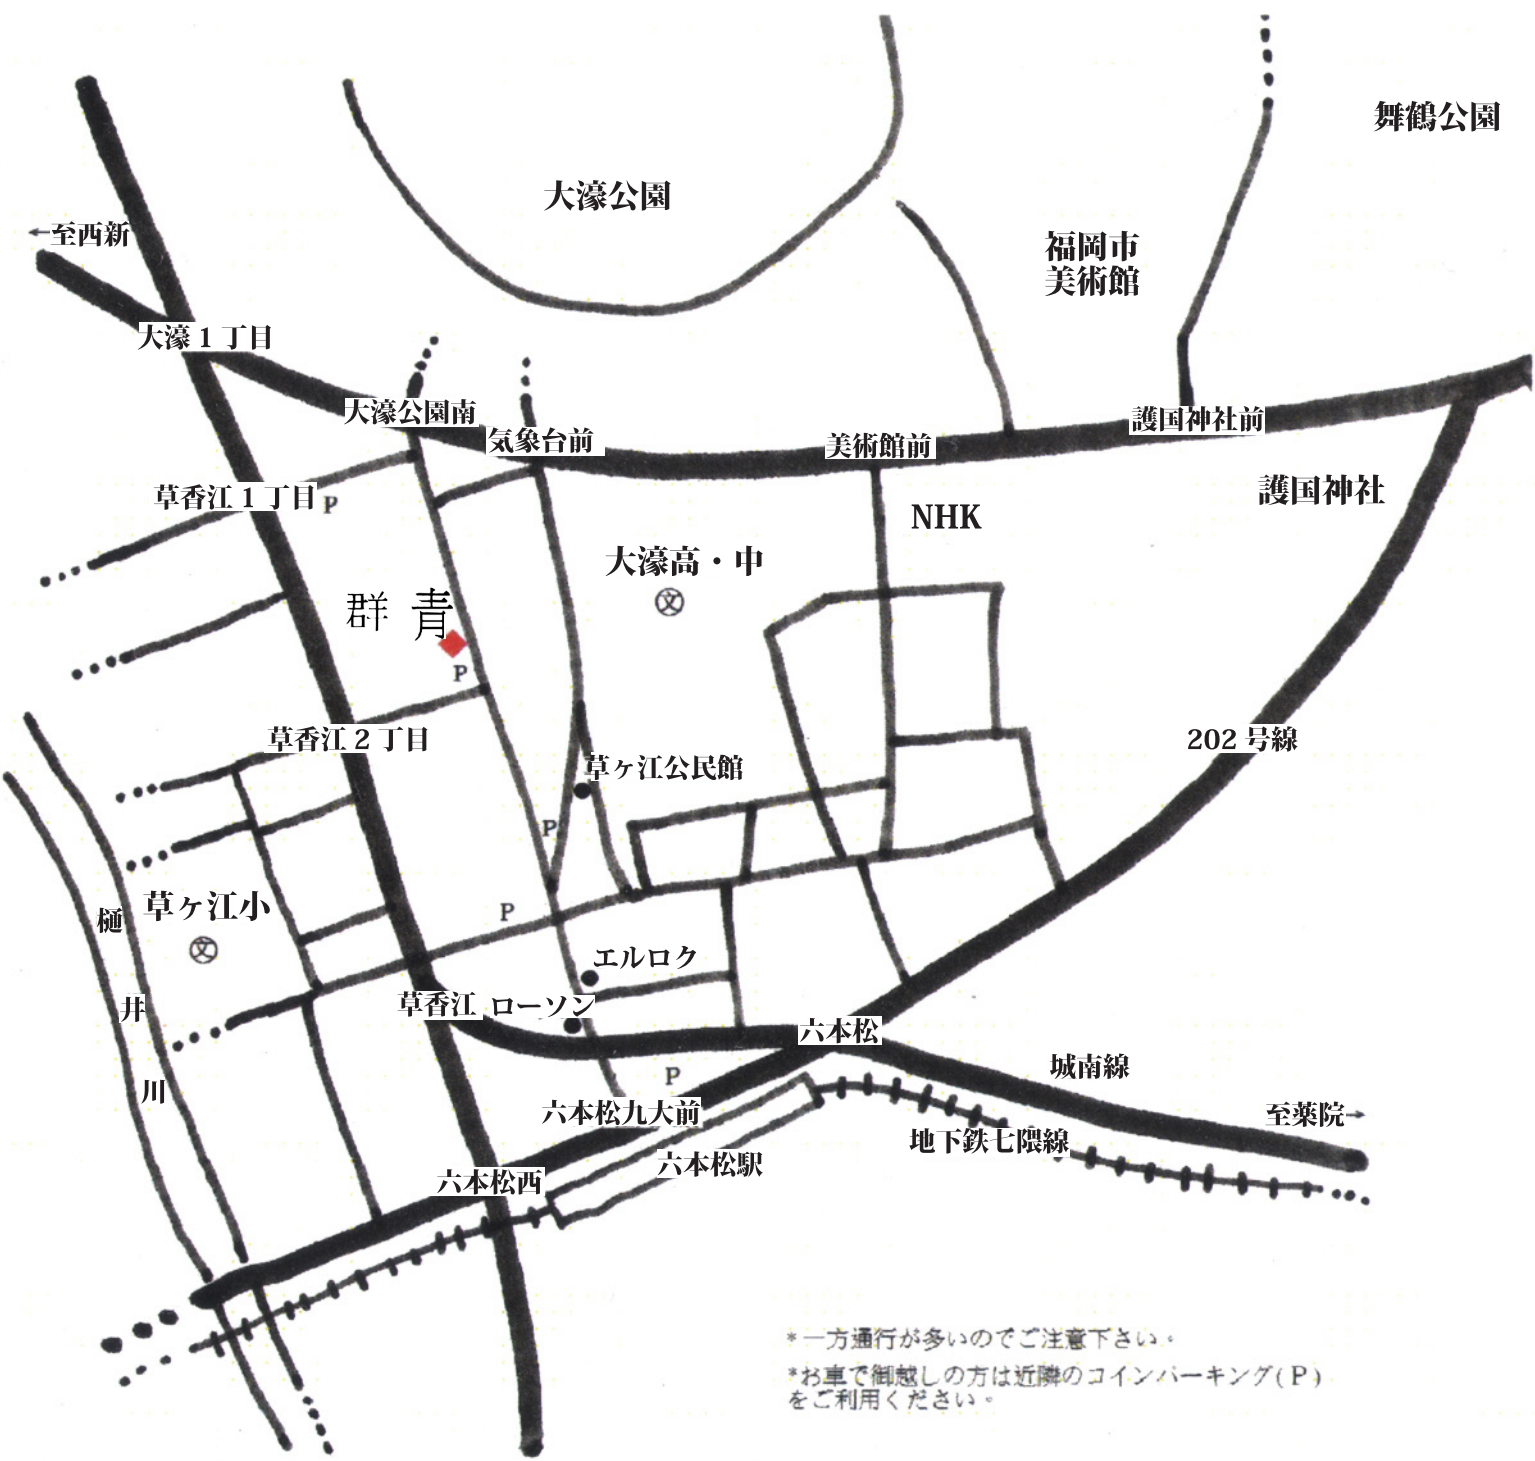 舞鶴公園
大濠公園
←至西新
福岡市
美術館
大濠1丁目
大濠公園南
気象台前
美術館前
護国神社前
草香江1丁目
P
護国神社
NHK
大濠高・中
文
群青
P
草香江2丁目
202号線
草ヶ江公民館
P
草ヶ江小
文
樋井川
P
エルロク
草香江
ローソン
六本松
城南線
P
六本松九大前
至薬院→
地下鉄七隈線
六本松駅
六本松西
*一方通行が多いのでご注意下さい。
*お車で御越しの方は近隣のコインパーキング(P)
をご利用ください。